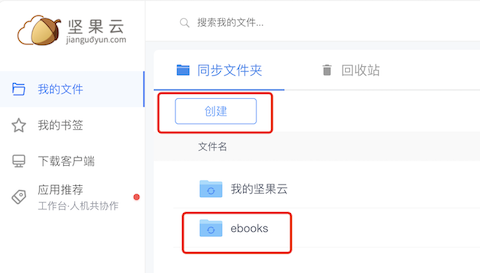 坚果云
jianguoyun.com
搜索我的文件...
我的文件
我的书签
下载客户端
应用推荐
工作台·人机共协作
同步文件夹
回收站
创建
文件名
我的坚果云
ebooks